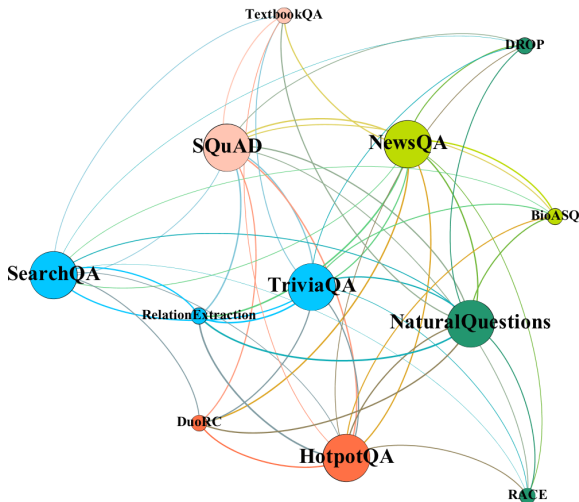 TextbookQA
DROP
SQuAD
NewsQA
BioASQ
SearchQA
TriviaQA
RelationExtraction
NaturalQuestions
DuoRC
HotpotQA
RACE